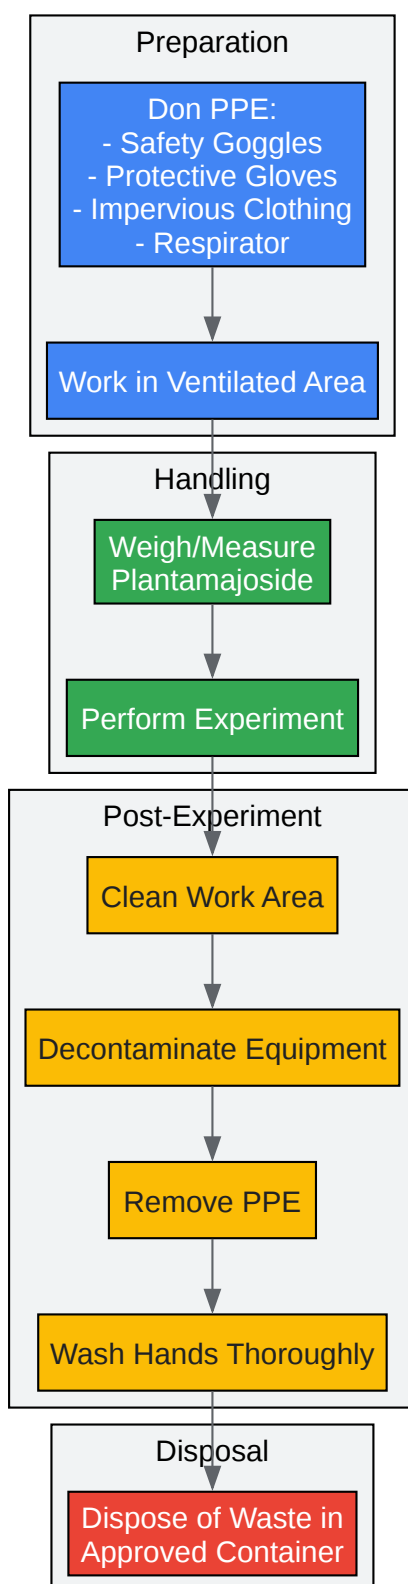 Preparation
Don PPE:
- Safety Goggles
- Protective Gloves
- Impervious Clothing
- Respirator
Work in Ventilated Area
Handling
Weigh/Measure
Plantamajoside
Perform Experiment
Post-Experiment
Clean Work Area
Decontaminate Equipment
Remove PPE
Wash Hands Thoroughly
Disposal
Dispose of Waste in
Approved Container